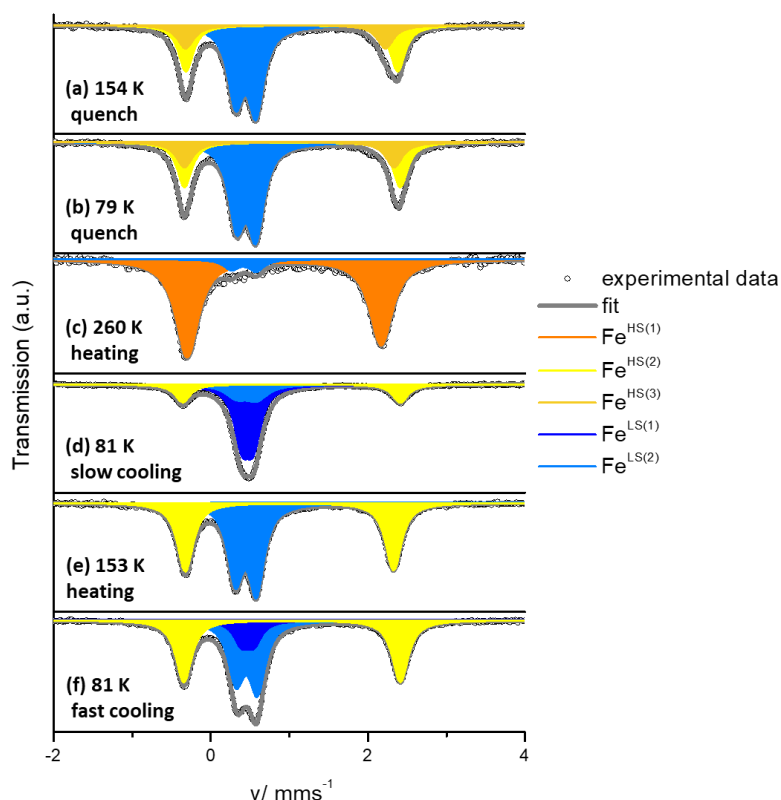 (a) 154 K
quench
(b) 79 K
quench
(c) 260 K
heating
(d) 81 K
slow cooling
(e) 153 K
heating
(f) 81 K
fast cooling
Transmission (a.u.)
-2 0 2 4
v/ mms⁻¹
experimental data
fit
Fe^HS(1)
Fe^HS(2)
Fe^HS(3)
Fe^LS(1)
Fe^LS(2)